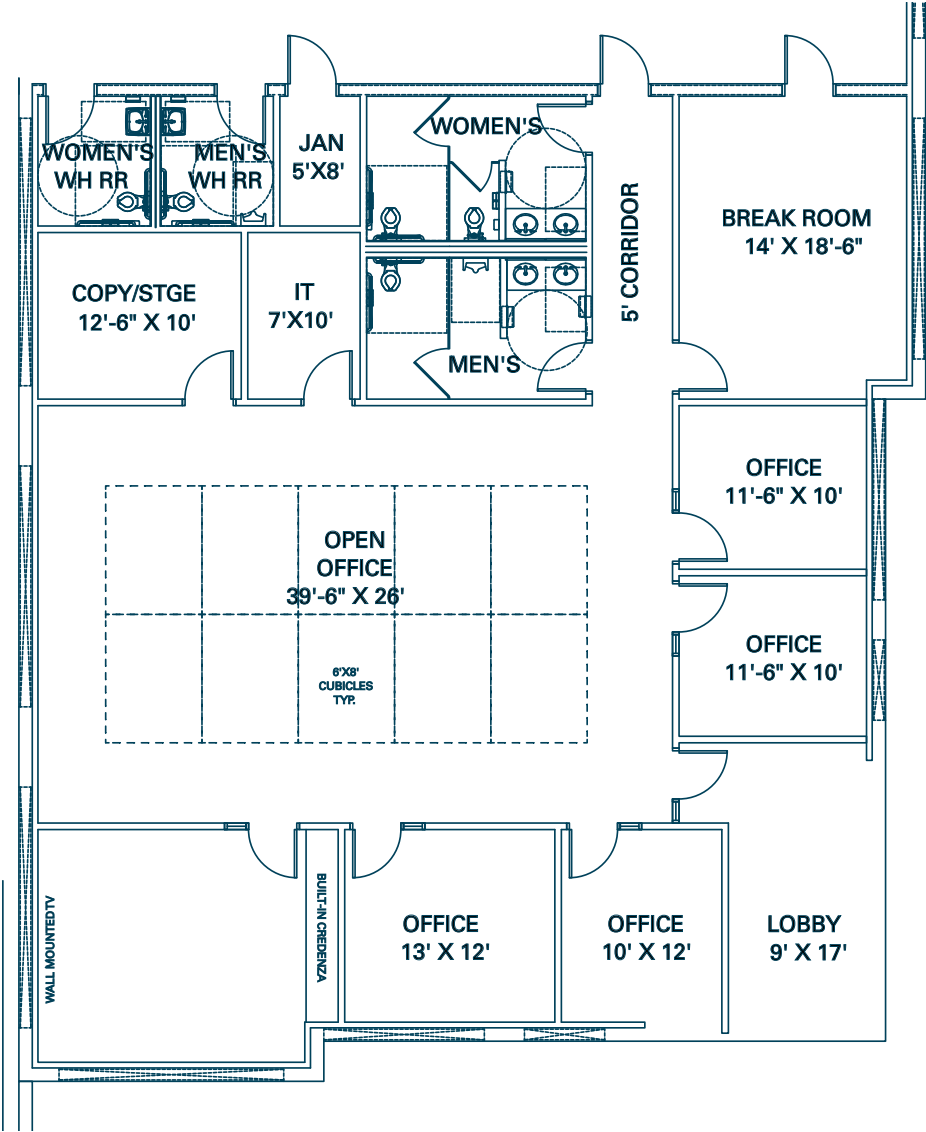 WOMEN'S
WH RR
MEN'S
WH RR
JAN
5'X8'
WOMEN'S
5' CORRIDOR
BREAK ROOM
14' X 18'-6"
COPY/STGE
12'-6" X 10'
IT
7'X10'
MEN'S
OFFICE
11'-6" X 10'
OPEN
OFFICE
39'-6" X 26'
OFFICE
11'-6" X 10'
6'X8'
CUBICLES
TYP.
WALL MOUNTED TV
BUILT-IN CREDENZA
OFFICE
13' X 12'
OFFICE
10' X 12'
LOBBY
9' X 17'